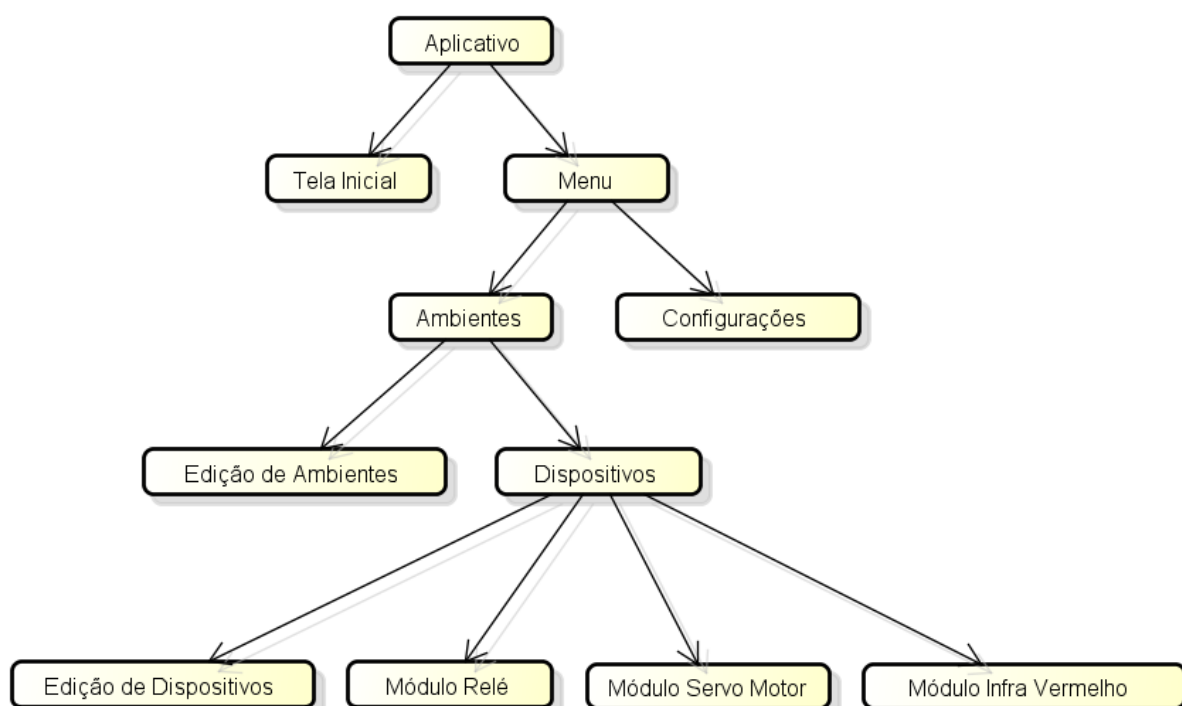 Aplicativo
Tela Inicial
Menu
Ambientes
Configurações
Edição de Ambientes
Dispositivos
Edição de Dispositivos
Módulo Relé
Módulo Servo Motor
Módulo Infra Vermelho